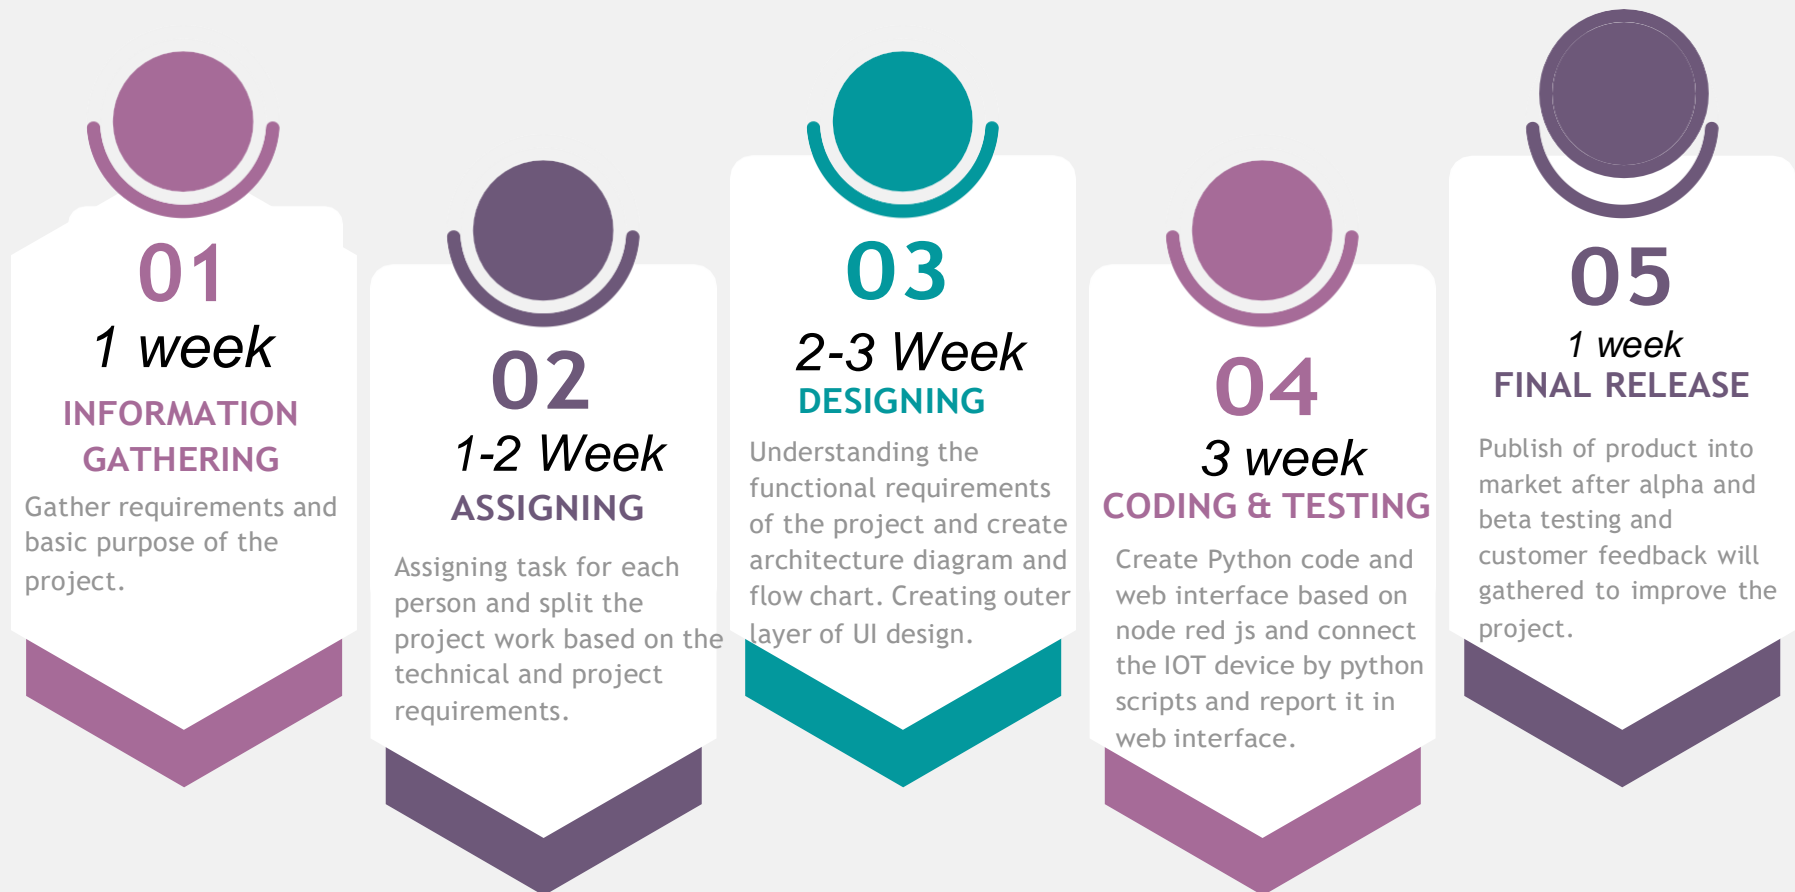 01
1 week
INFORMATION
GATHERING
Gather requirements and
basic purpose of the
project.
02
1-2 Week
ASSIGNING
Assigning task for each
person and split the
project work based on the
technical and project
requirements.
03
2-3 Week
DESIGNING
Understanding the
functional requirements
of the project and create
architecture diagram and
flow chart. Creating outer
layer of UI design.
04
3 week
CODING & TESTING
Create Python code and
web interface based on
node red js and connect
the IOT device by python
scripts and report it in
web interface.
05
1 week
FINAL RELEASE
Publish of product into
market after alpha and
beta testing and
customer feedback will
gathered to improve the
project.